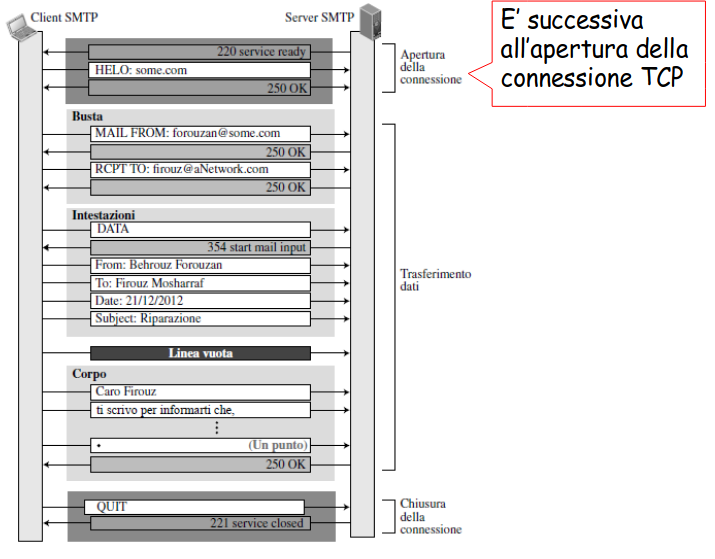 Client SMTP
Server SMTP
E' successiva
all'apertura della
connessione TCP
220 service ready
HELO: some.com
250 OK
Apertura
della
connessione
Busta
MAIL FROM: forouzan@some.com
250 OK
RCPT TO: firouz@aNetwork.com
250 OK
Intestazioni
DATA
354 start mail input
From: Behrouz Forouzan
To: Firouz Mosharraf
Date: 21/12/2012
Subject: Riparazione
Trasferimento
dati
Linea vuota
Corpo
Caro Firouz
ti scrivo per informarti che,
⋮
• (Un punto)
250 OK
QUIT
221 service closed
Chiusura
della
connessione